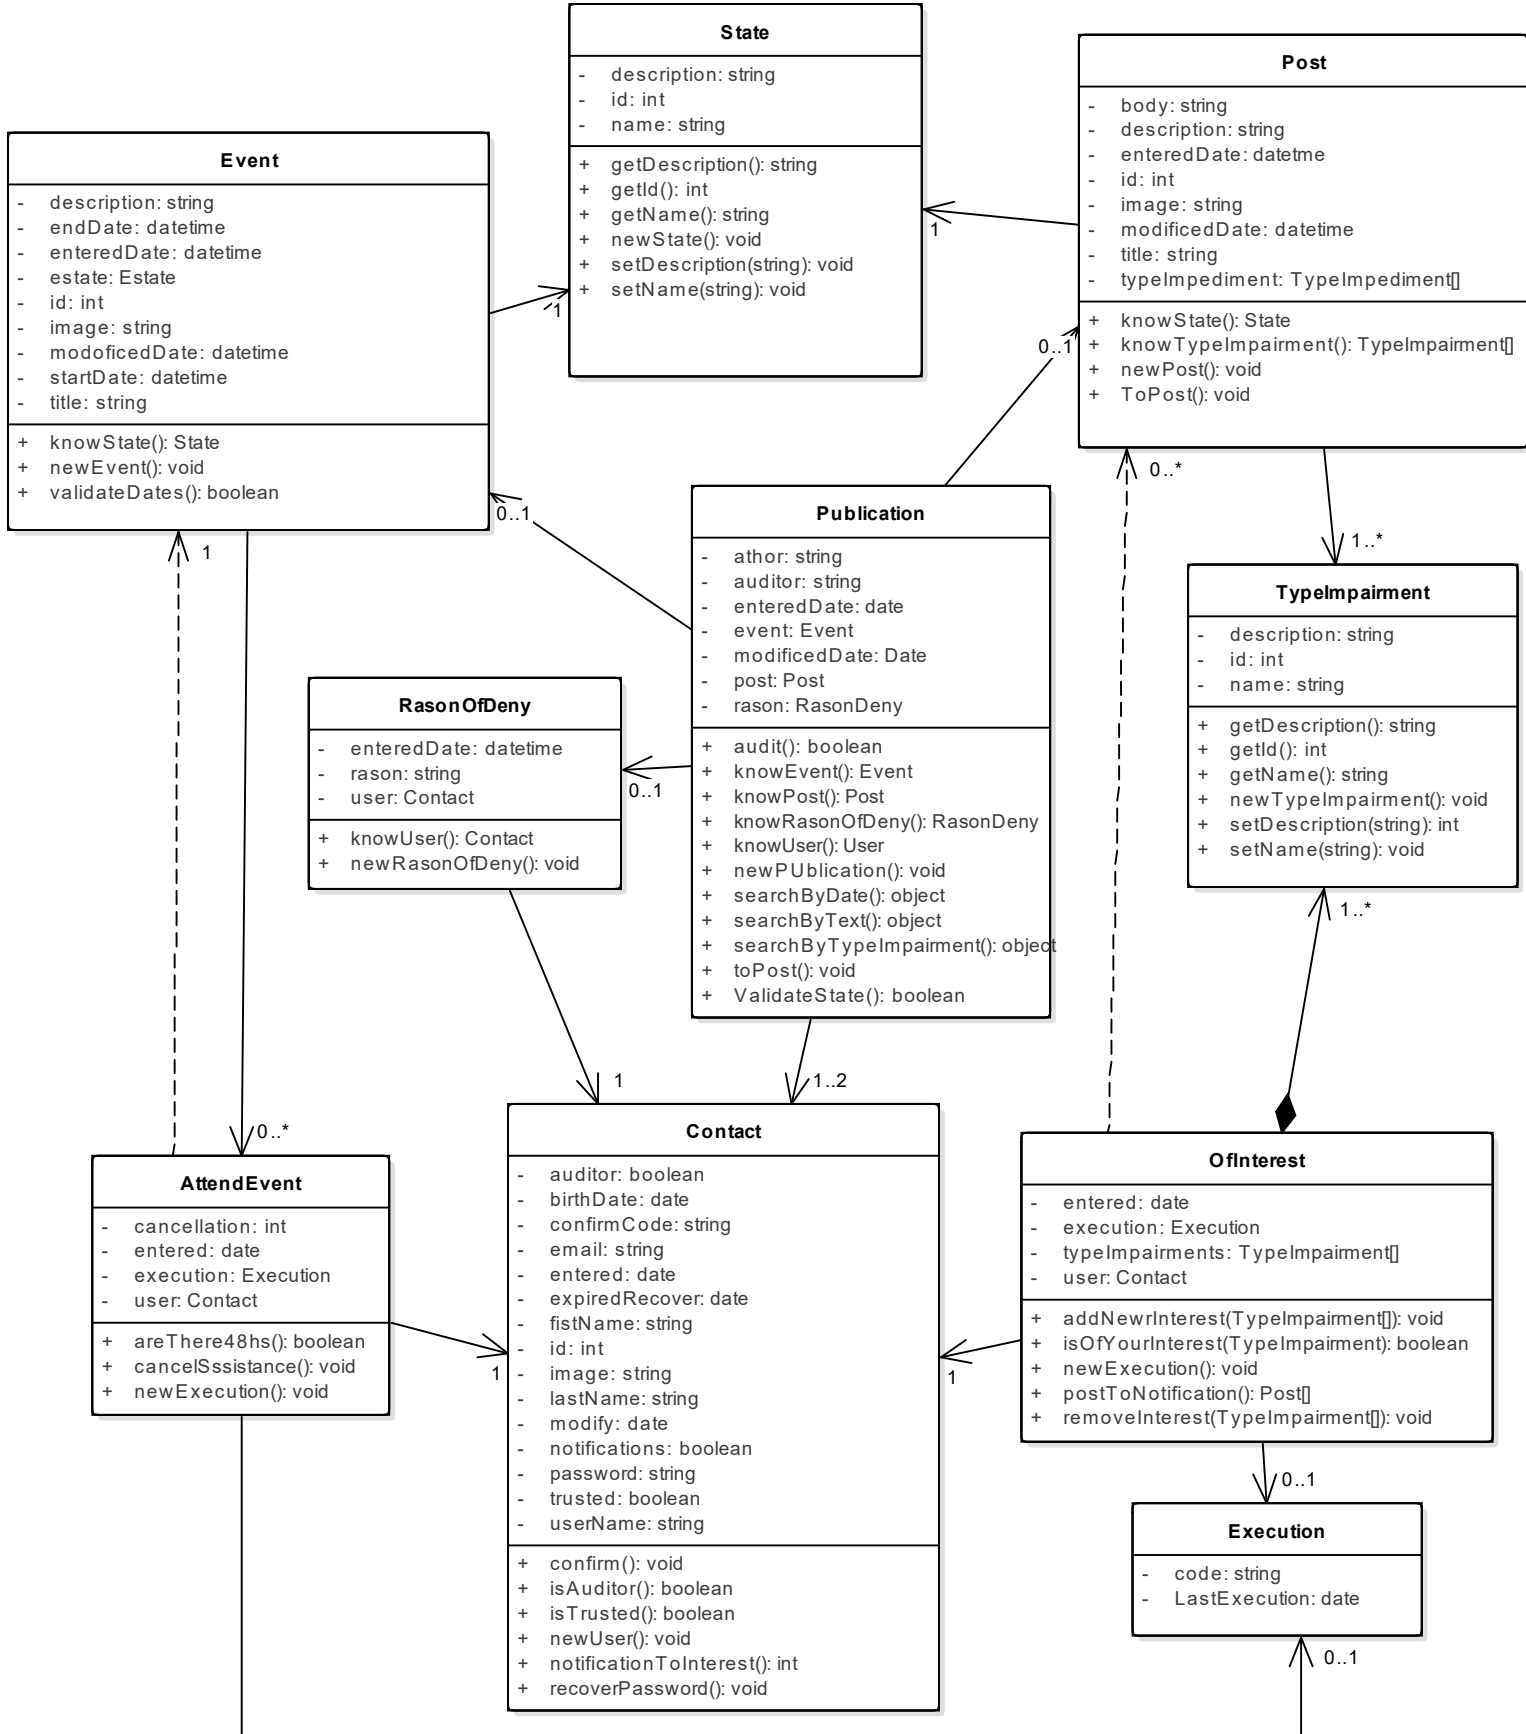 State
- description: string
- id: int
- name: string
+ getDescription(): string
+ getId(): int
+ getName(): string
+ newState(): void
+ setDescription(string): void
+ setName(string): void
Post
- body: string
- description: string
- enteredDate: datetme
- id: int
- image: string
- modificedDate: datetime
- title: string
- typeImpediment: TypeImpediment[]
+ knowState(): State
+ knowTypeImpairment(): TypeImpairment[]
+ newPost(): void
+ ToPost(): void
Event
- description: string
- endDate: datetime
- enteredDate: datetime
- estate: Estate
- id: int
- image: string
- modoficedDate: datetime
- startDate: datetime
- title: string
+ knowState(): State
+ newEvent(): void
+ validateDates(): boolean
1
1
0..1
0..1
1
0..*
1..*
Publication
- athor: string
- auditor: string
- enteredDate: date
- event: Event
- modificedDate: Date
- post: Post
- rason: RasonDeny
+ audit(): boolean
+ knowEvent(): Event
+ knowPost(): Post
+ knowRasonOfDeny(): RasonDeny
+ knowUser(): User
+ newPUblication(): void
+ searchByDate(): object
+ searchByText(): object
+ searchByTypeImpairment(): object
+ toPost(): void
+ ValidateState(): boolean
TypeImpairment
- description: string
- id: int
- name: string
+ getDescription(): string
+ getId(): int
+ getName(): string
+ newTypeImpairment(): void
+ setDescription(string): int
+ setName(string): void
RasonOfDeny
- enteredDate: datetime
- rason: string
- user: Contact
+ knowUser(): Contact
+ newRasonOfDeny(): void
0..1
1..*
1
1..2
0..*
Contact
- auditor: boolean
- birthDate: date
- confirmCode: string
- email: string
- entered: date
- expiredRecover: date
- fistName: string
- id: int
- image: string
- lastName: string
- modify: date
- notifications: boolean
- password: string
- trusted: boolean
- userName: string
+ confirm(): void
+ isAuditor(): boolean
+ isTrusted(): boolean
+ newUser(): void
+ notificationToInterest(): int
+ recoverPassword(): void
AttendEvent
- cancellation: int
- entered: date
- execution: Execution
- user: Contact
+ areThere48hs(): boolean
+ cancelSssistance(): void
+ newExecution(): void
OfInterest
- entered: date
- execution: Execution
- typeImpairments: TypeImpairment[]
- user: Contact
+ addNewrInterest(TypeImpairment[]): void
+ isOfYourInterest(TypeImpairment): boolean
+ newExecution(): void
+ postToNotification(): Post[]
+ removeInterest(TypeImpairment[]): void
1
1
0..1
Execution
- code: string
- LastExecution: date
0..1